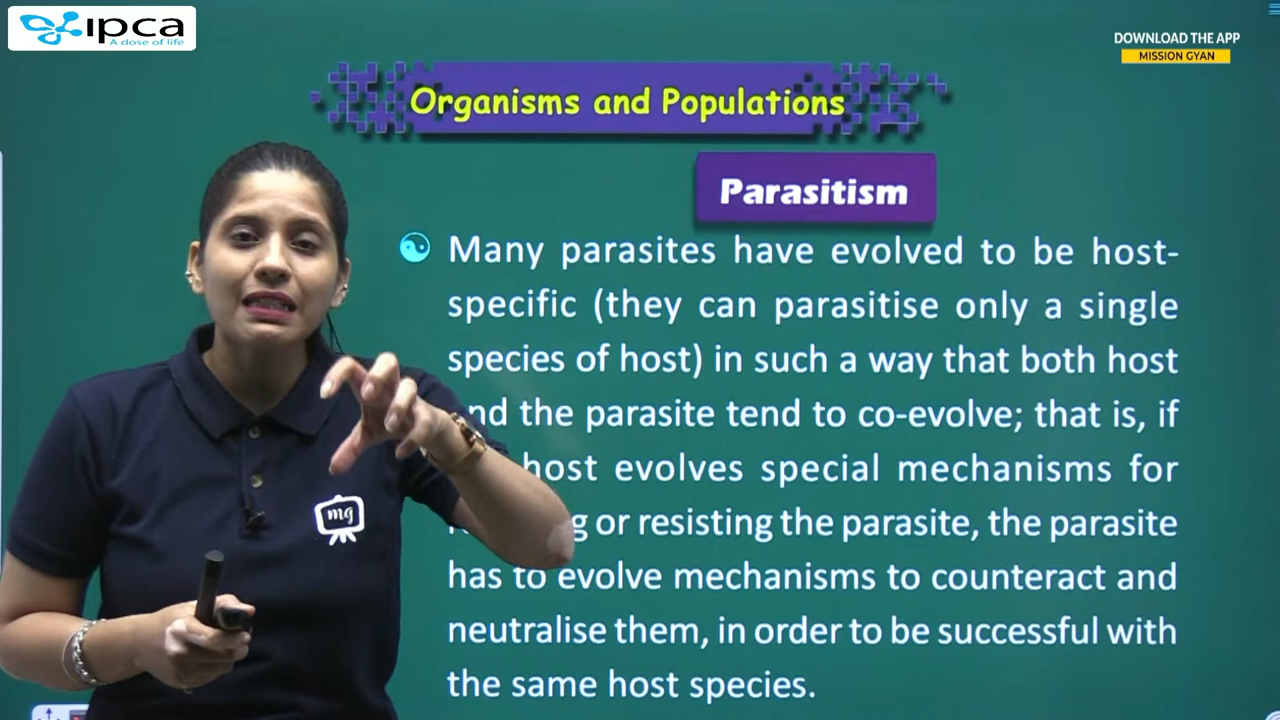 ipca
A dose of life
DOWNLOAD THE APP
MISSION GYAN
Organisms and Populations
Parasitism
Many parasites have evolved to be host-
specific (they can parasitise only a single
species of host) in such a way that both host
nd the parasite tend to co-evolve; that is, if
host evolves special mechanisms for
g or resisting the parasite, the parasite
has to evolve mechanisms to counteract and
neutralise them, in order to be successful with
the same host species.
mg